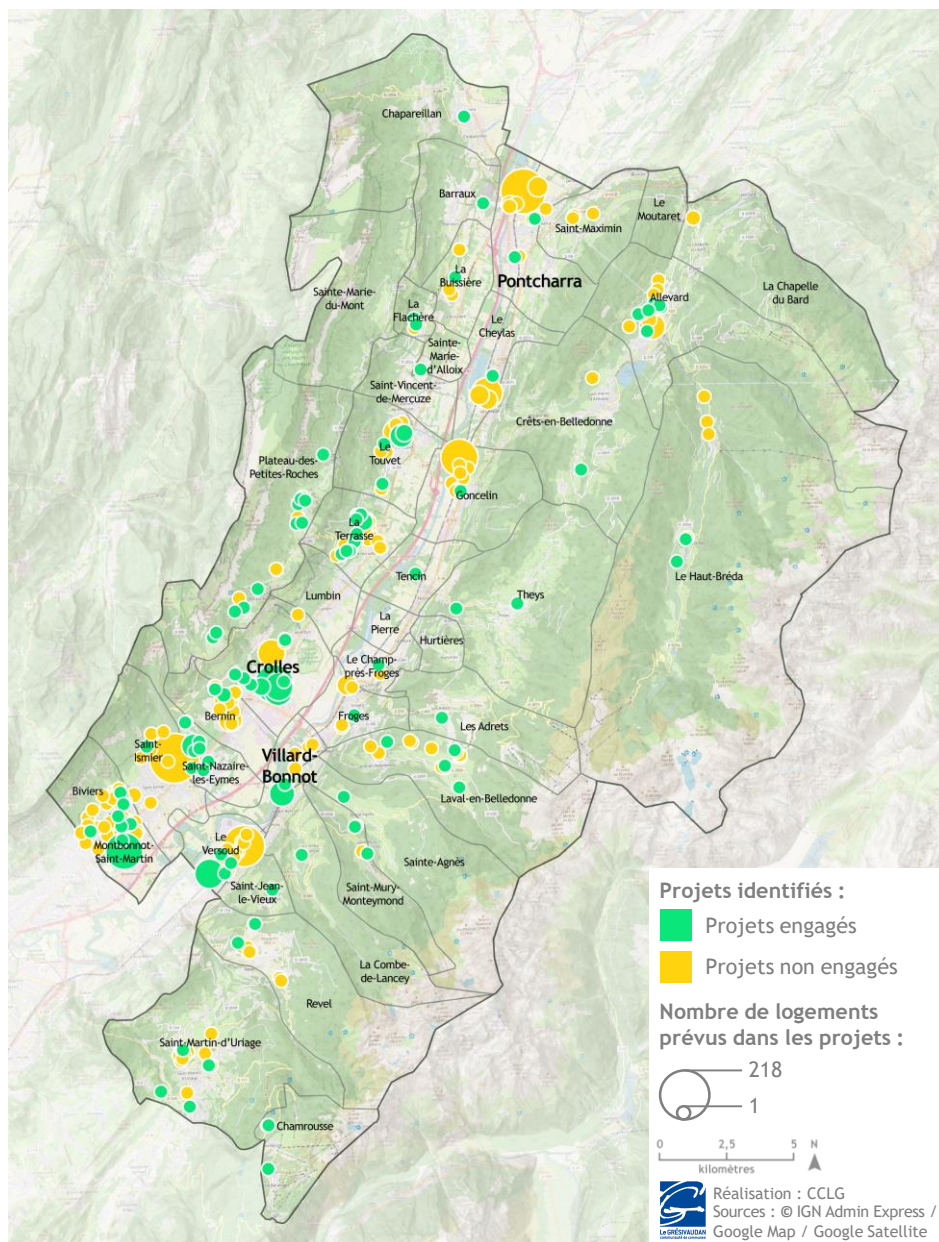 Chapareillan
Barraux
Le
Moutaret
Saint-Maximin
La
Buissière
Pontcharra
La Chapelle
du Bard
Sainte-Marie-
du-Mont
Allevard
La
Flachère
Le
Cheylas
Sainte-
Marie-
d'Alloix
Saint-Vincent-
de-Mercuze
Crêts-en-Belledonne
Le
Touvet
Plateau-des-
Petites-Roches
Goncelin
La
Terrasse
Tencin
Le Haut-Bréda
Lumbin
Theys
La
Pierre
Hurtières
Crolles
Le Champ-
près-Froges
Bernin
Froges
Les Adrets
Saint-
Ismier
Villard-
Bonnot
Saint-Nazaire-
les-Eymes
Biviers
Laval-en-Belledonne
Le
Versoud
Montbonnot-
Saint-Martin
Sainte-Agnès
Saint-Jean-
le-Vieux
Saint-Mury-
Monteymond
La Combe-
de-Lancey
Revel
Saint-Martin-d'Uriage
Chamrousse
Projets identifiés :
Projets engagés
Projets non engagés
Nombre de logements
prévus dans les projets :
218
1
0 2,5 5 N
kilomètres
Le GRÉSIVAUDAN
communauté de communes
Réalisation : CCLG
Sources : © IGN Admin Express /
Google Map / Google Satellite